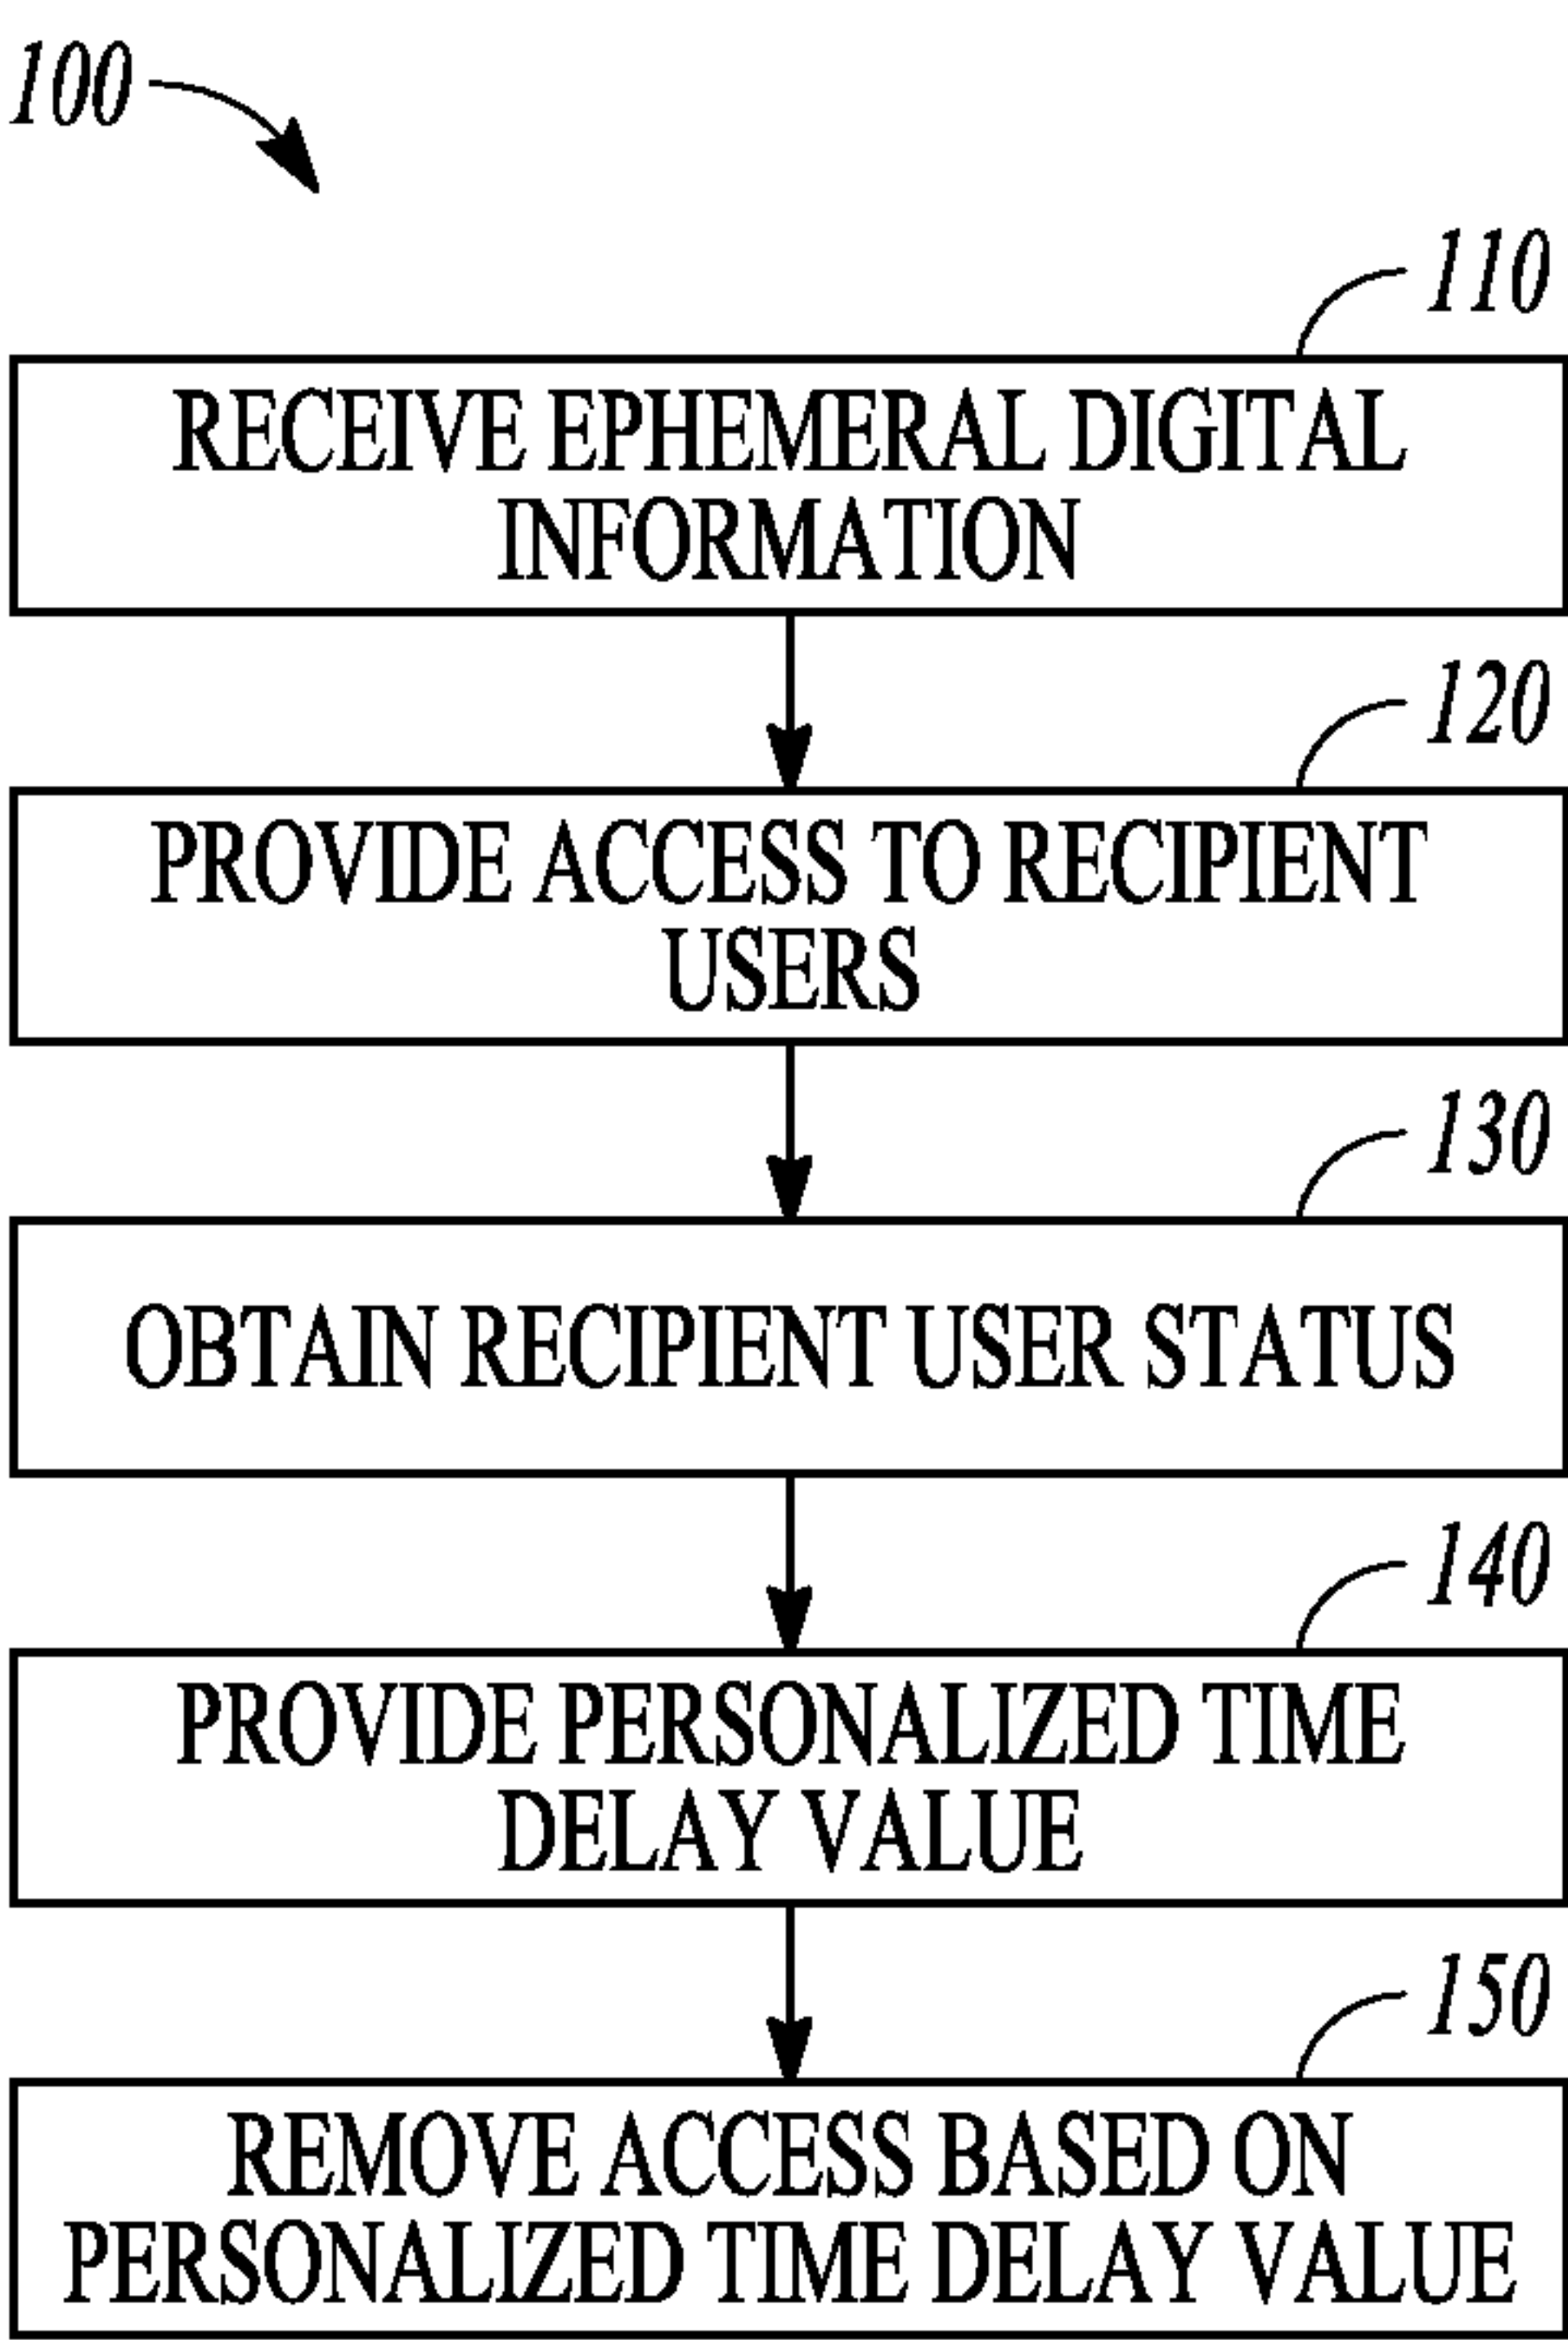 100
110
RECEIVE EPHEMERAL DIGITAL
INFORMATION
120
PROVIDE ACCESS TO RECIPIENT
USERS
130
OBTAIN RECIPIENT USER STATUS
140
PROVIDE PERSONALIZED TIME
DELAY VALUE
150
REMOVE ACCESS BASED ON
PERSONALIZED TIME DELAY VALUE